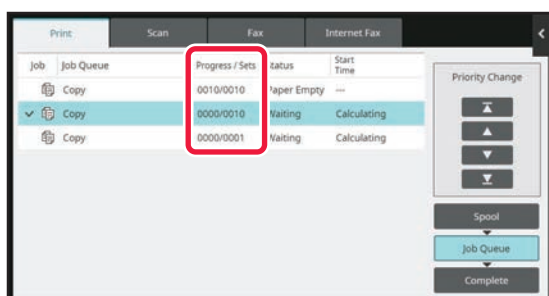 Print Scan Fax Internet Fax
Job Job Queue Progress / Sets Status Start Time Priority Change
Copy 0010/0010 Paper Empty ---
Copy 0000/0010 Waiting Calculating
Copy 0000/0001 Waiting Calculating
Spool
Job Queue
Complete